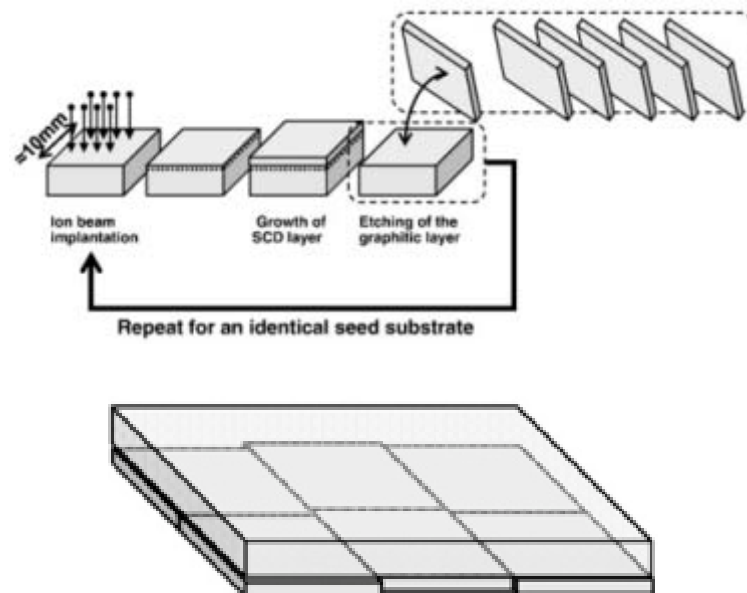 ≈10mm
Ion beam
implantation
Growth of
SCD layer
Etching of the
graphitic layer
Repeat for an identical seed substrate